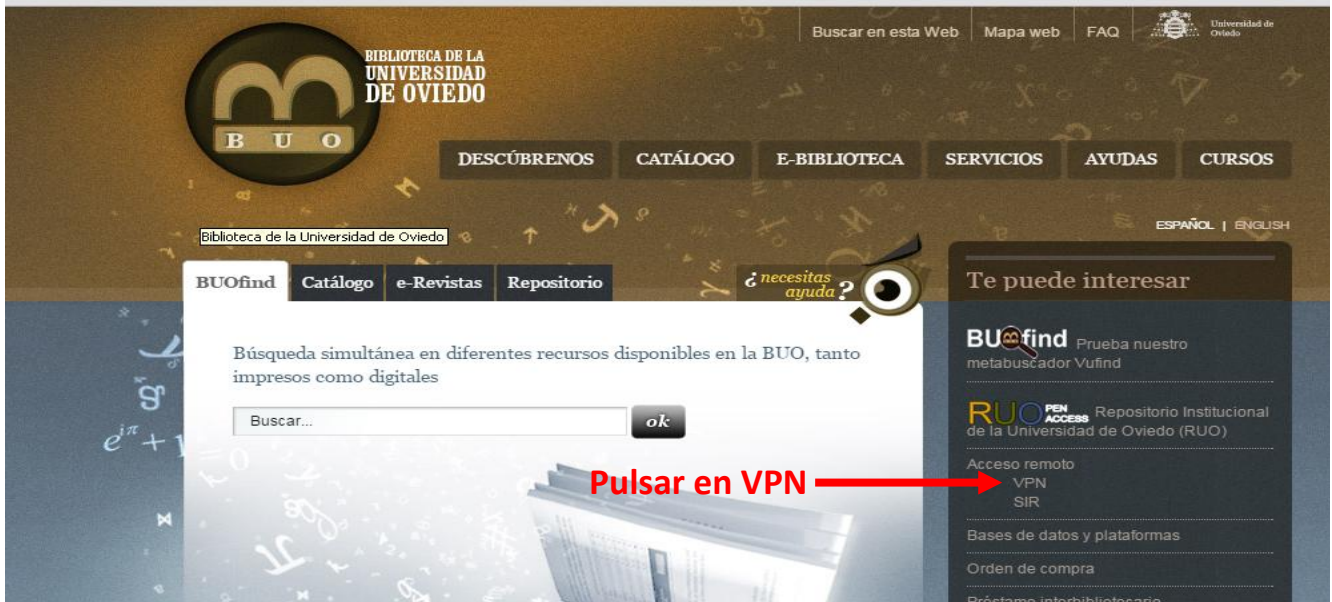 Buscar en esta Web
Mapa web
FAQ
Universidad de
Oviedo
BIBLIOTECA DE LA
UNIVERSIDAD
DE OVIEDO
B U O
DESCÚBRENOS
CATÁLOGO
E-BIBLIOTECA
SERVICIOS
AYUDAS
CURSOS
ESPAÑOL | ENGLISH
Biblioteca de la Universidad de Oviedo
BUOfind
Catálogo
e-Revistas
Repositorio
¿necesitas
ayuda?
Búsqueda simultánea en diferentes recursos disponibles en la BUO, tanto
impresos como digitales
Buscar...
ok
e^iπ + 1
Pulsar en VPN
Te puede interesar
BUOfind Prueba nuestro
metabuscador Vufind
RUO OPEN ACCESS Repositorio Institucional
de la Universidad de Oviedo (RUO)
Acceso remoto
VPN
SIR
Bases de datos y plataformas
Orden de compra
Préstamo interbibliotecario